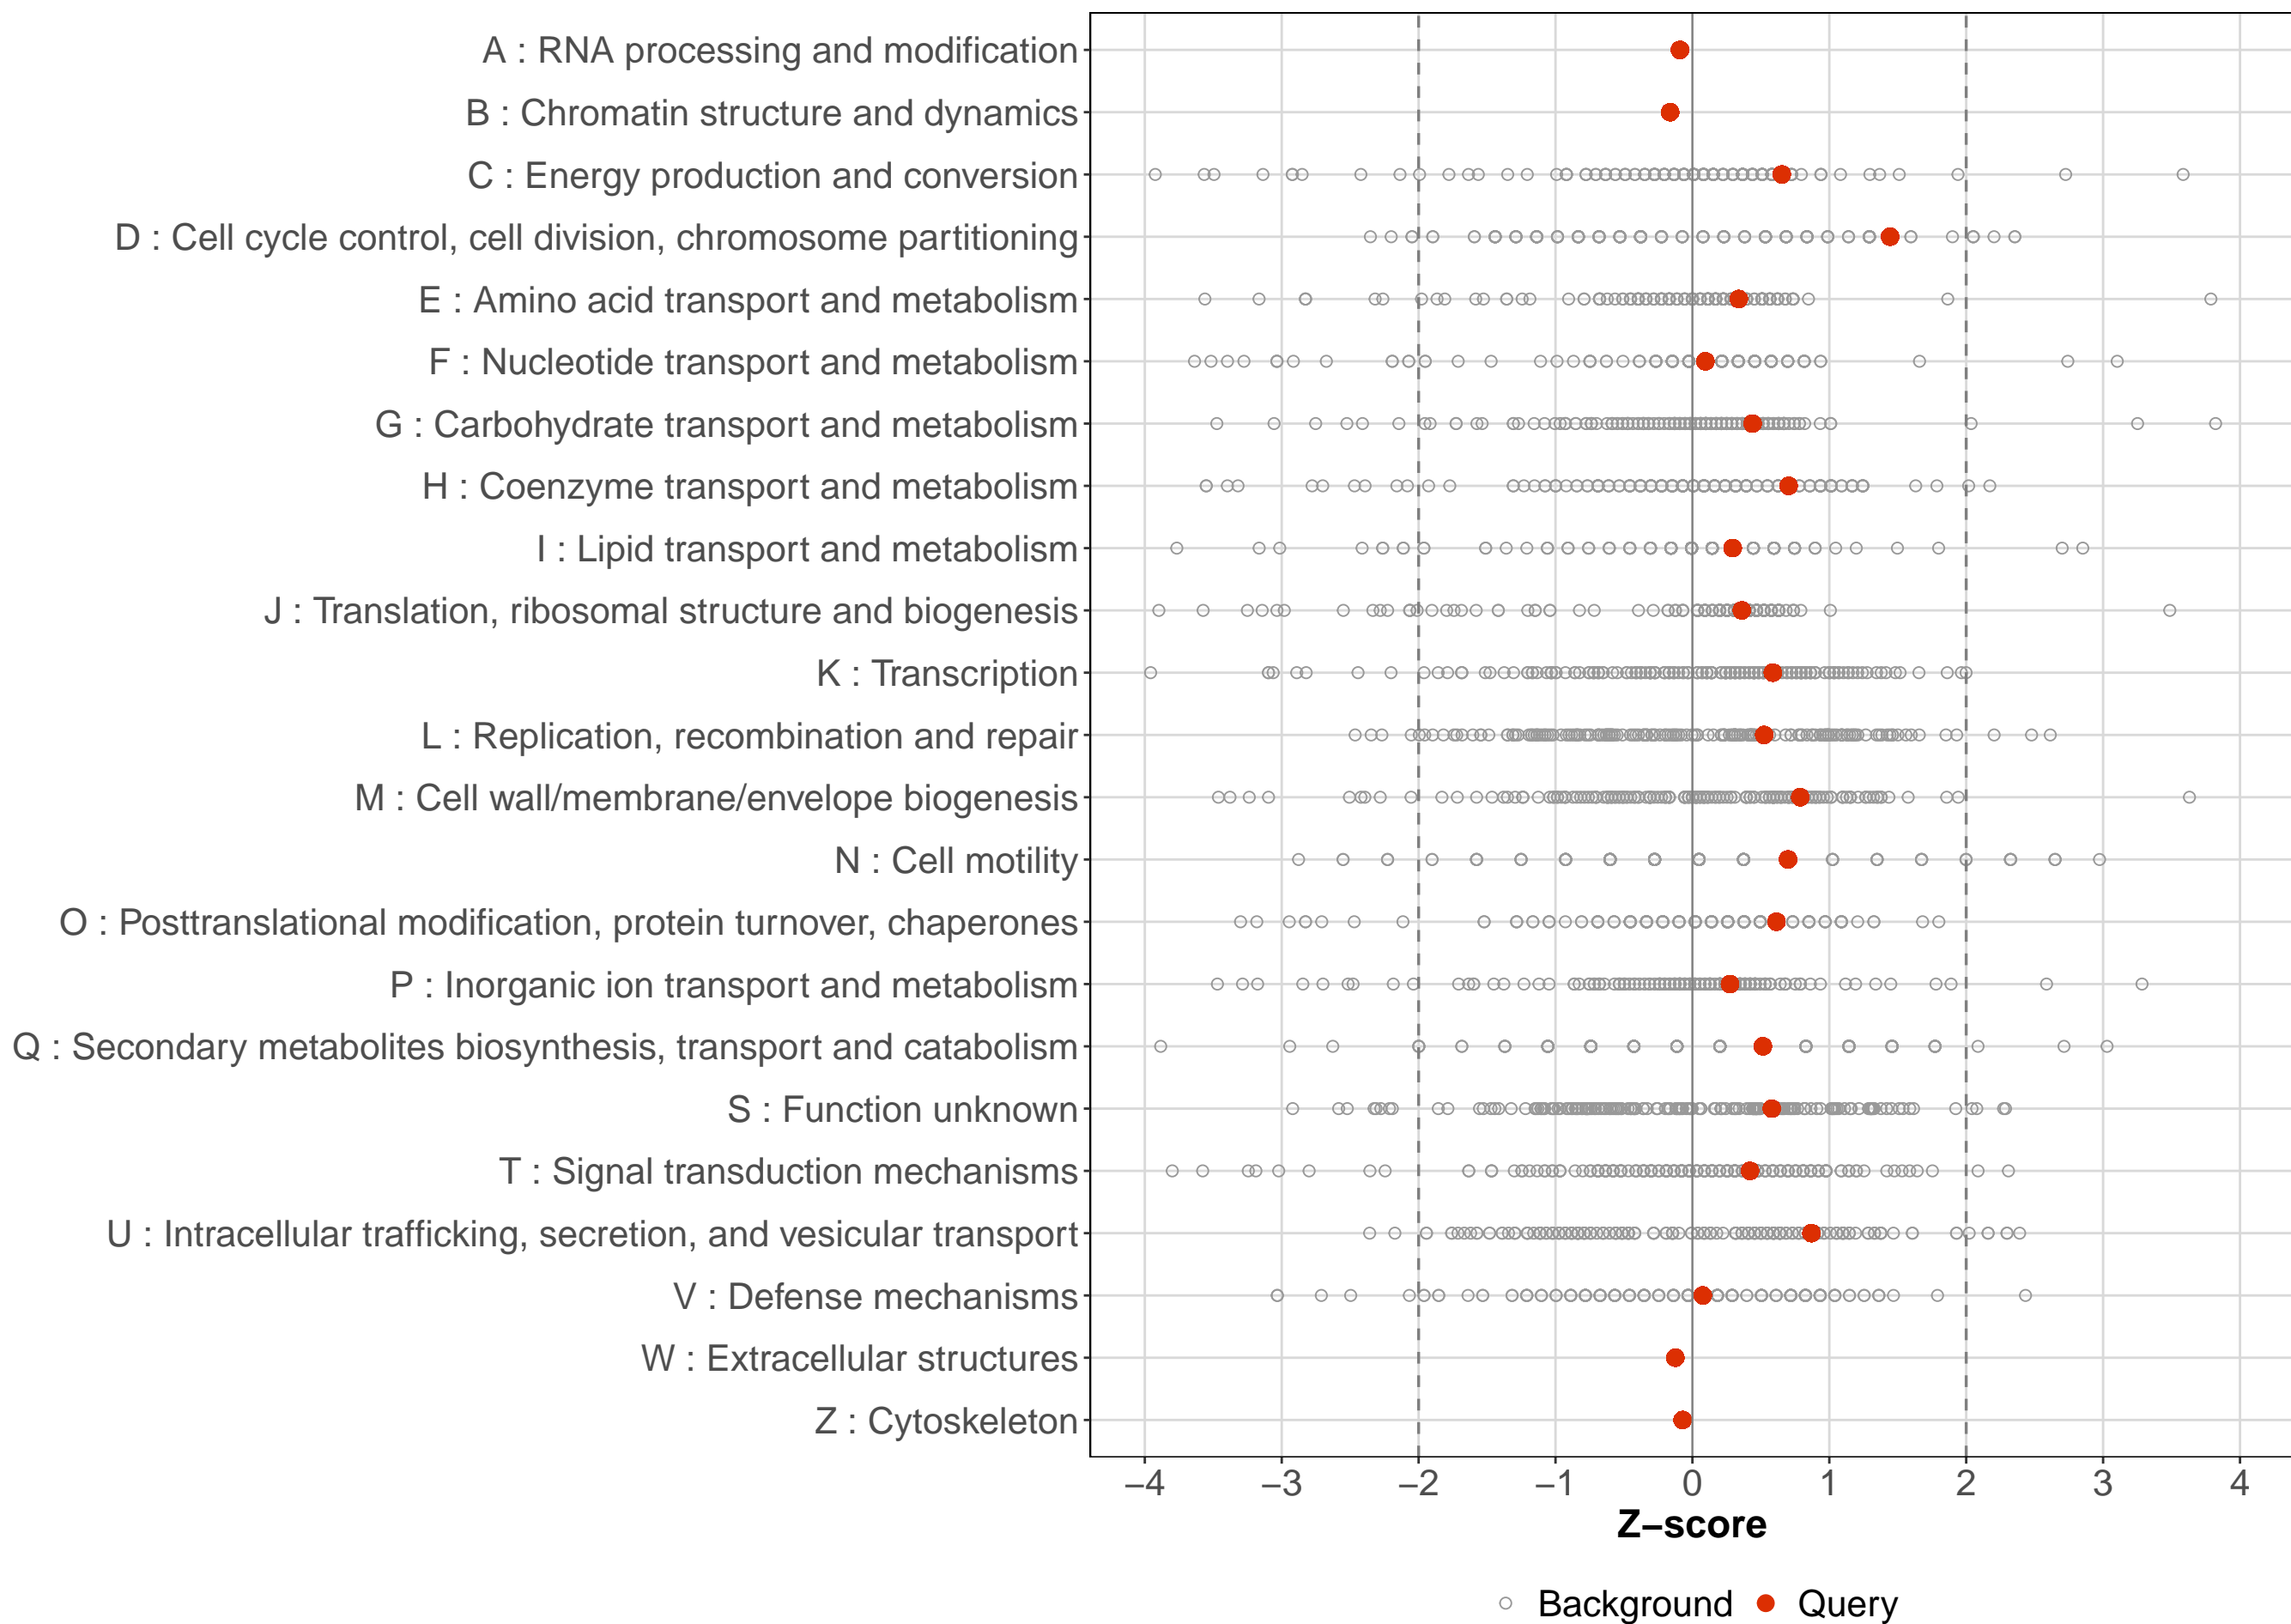 A : RNA processing and modification
B : Chromatin structure and dynamics
C : Energy production and conversion
D : Cell cycle control, cell division, chromosome partitioning
E : Amino acid transport and metabolism
F : Nucleotide transport and metabolism
G : Carbohydrate transport and metabolism
H : Coenzyme transport and metabolism
I : Lipid transport and metabolism
J : Translation, ribosomal structure and biogenesis
K : Transcription
L : Replication, recombination and repair
M : Cell wall/membrane/envelope biogenesis
N : Cell motility
O : Posttranslational modification, protein turnover, chaperones
P : Inorganic ion transport and metabolism
Q : Secondary metabolites biosynthesis, transport and catabolism
S : Function unknown
T : Signal transduction mechanisms
U : Intracellular trafficking, secretion, and vesicular transport
V : Defense mechanisms
W : Extracellular structures
Z : Cytoskeleton
−4 −3 −2 −1 0 1 2 3 4
Z−score
Background Query